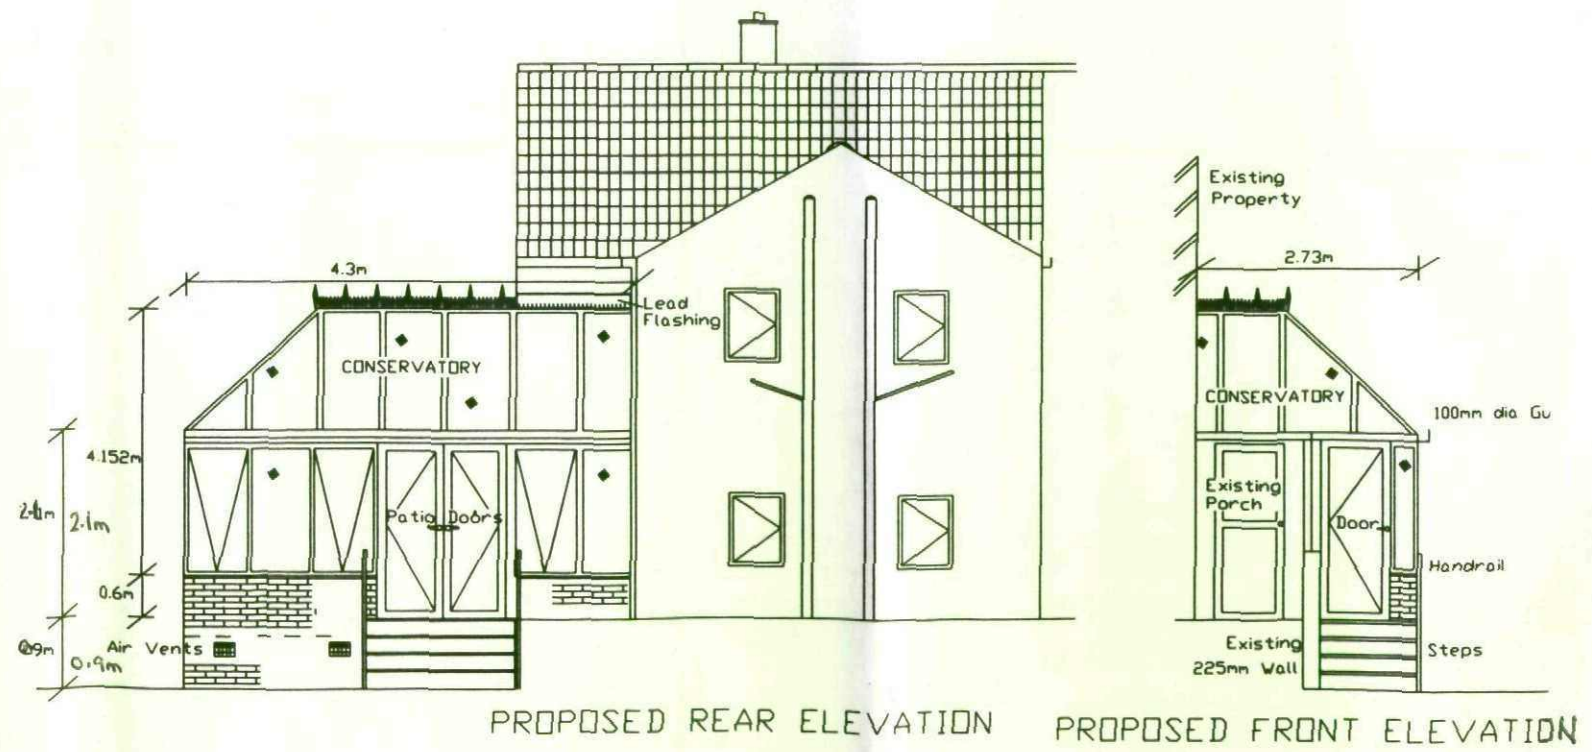 4.3m
Lead
Flashing
CONSERVATORY
4.152m
2.1m
Patio Doors
0.6m
Air Vents
0.9m
PROPOSED REAR ELEVATION
Existing
Property
2.73m
CONSERVATORY
100mm dia Gu
Existing
Porch
Door
Handrail
Existing
225mm Wall
Steps
PROPOSED FRONT ELEVATION